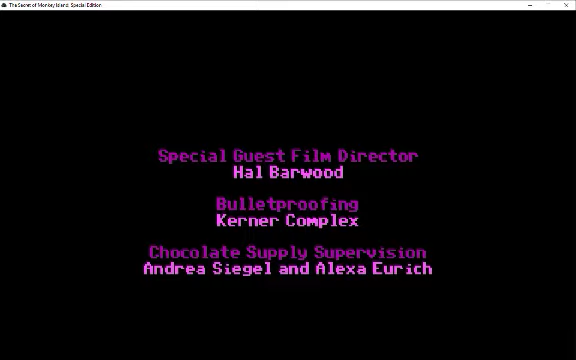 The Secret of Monkey Island: Special Edition
Special Guest Film Director
Hal Barwood
Bulletproofing
Kerner Complex
Chocolate Supply Supervision
Andrea Siegel and Alexa Eurich